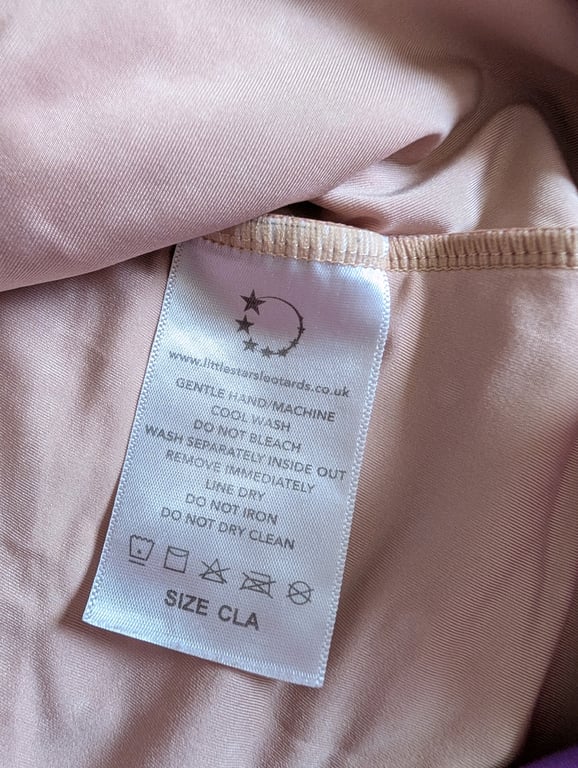 www.littlestarsleotards.co.uk
GENTLE HAND/MACHINE
COOL WASH
DO NOT BLEACH
WASH SEPARATELY INSIDE OUT
REMOVE IMMEDIATELY
LINE DRY
DO NOT IRON
DO NOT DRY CLEAN
SIZE CLA